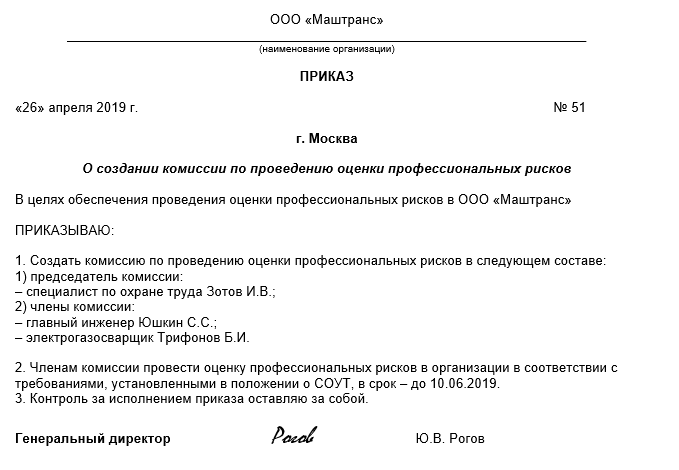 ООО «Маштранс»
(наименование организации)
ПРИКАЗ
«26» апреля 2019 г. № 51
г. Москва
О создании комиссии по проведению оценки профессиональных рисков
В целях обеспечения проведения оценки профессиональных рисков в ООО «Маштранс»
ПРИКАЗЫВАЮ:
1. Создать комиссию по проведению оценки профессиональных рисков в следующем составе:
1) председатель комиссии:
– специалист по охране труда Зотов И.В.;
2) члены комиссии:
– главный инженер Юшкин С.С.;
– электрогазосварщик Трифонов Б.И.
2. Членам комиссии провести оценку профессиональных рисков в организации в соответствии с
требованиями, установленными в положении о СОУТ, в срок – до 10.06.2019.
3. Контроль за исполнением приказа оставляю за собой.
Генеральный директор Рогов Ю.В. Рогов